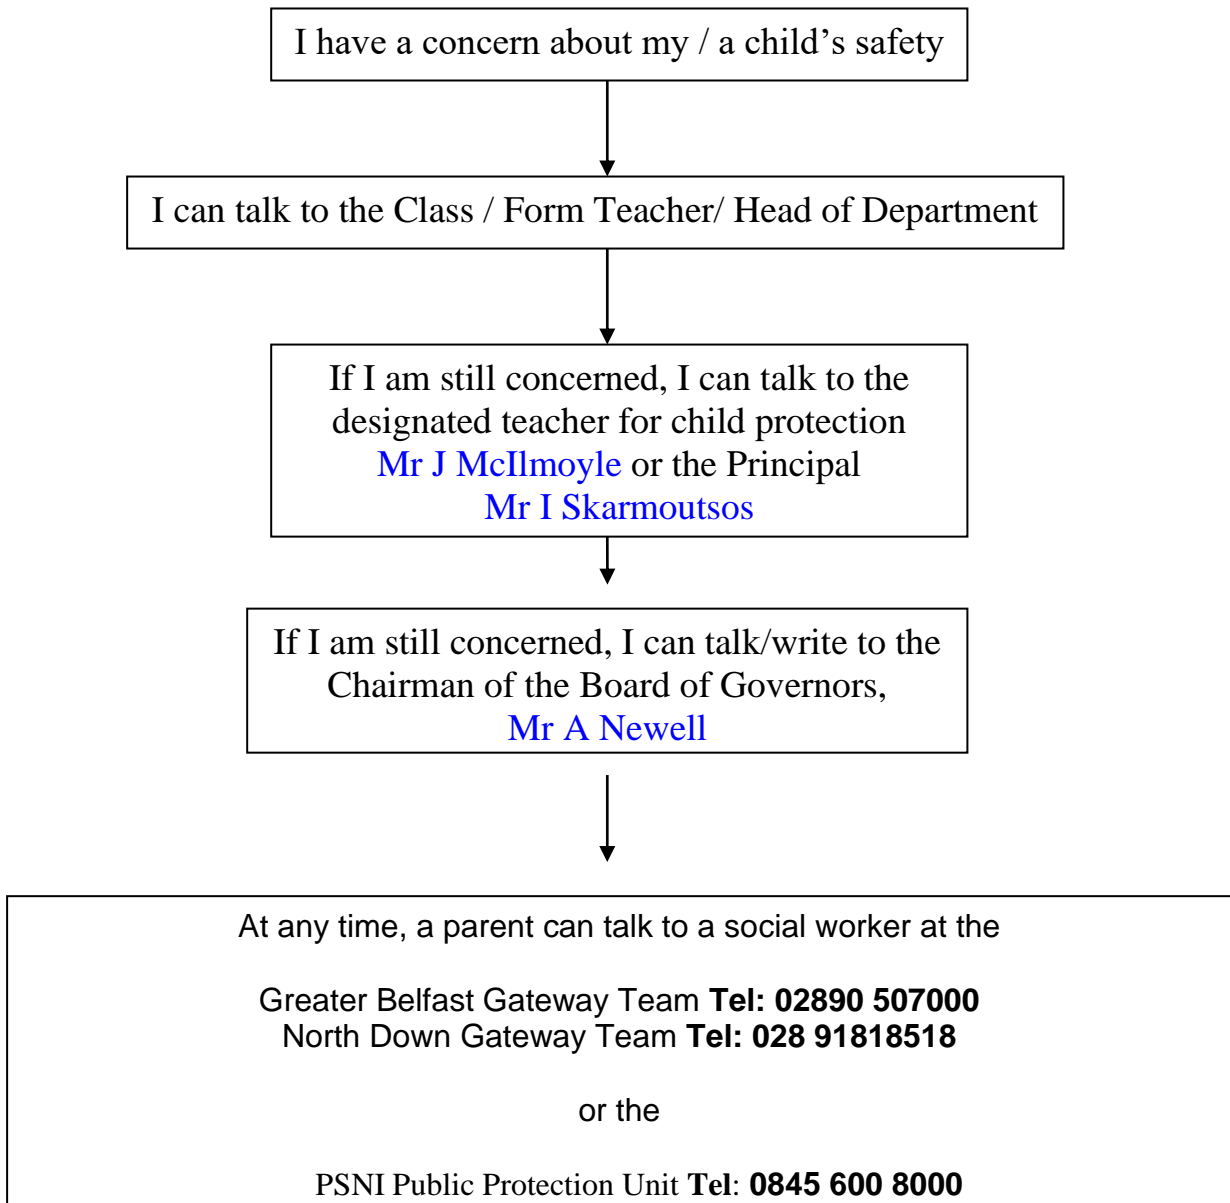 I have a concern about my / a child’s safety
I can talk to the Class / Form Teacher/ Head of Department
If I am still concerned, I can talk to the
designated teacher for child protection
Mr J McIlmoyle or the Principal
Mr I Skarmoutsos
If I am still concerned, I can talk/write to the
Chairman of the Board of Governors,
Mr A Newell
At any time, a parent can talk to a social worker at the
Greater Belfast Gateway Team Tel: 02890 507000
North Down Gateway Team Tel: 028 91818518
or the
PSNI Public Protection Unit Tel: 0845 600 8000